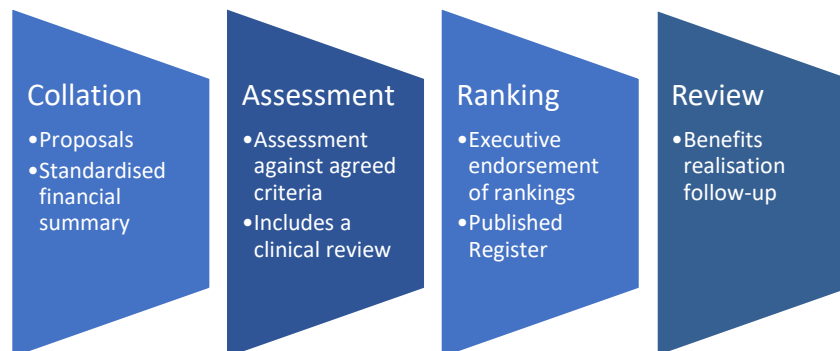 Collation
•Proposals
•Standardised
financial
summary
Assessment
•Assessment
against agreed
criteria
•Includes a
clinical review
Ranking
•Executive
endorsement
of rankings
•Published
Register
Review
•Benefits
realisation
follow-up